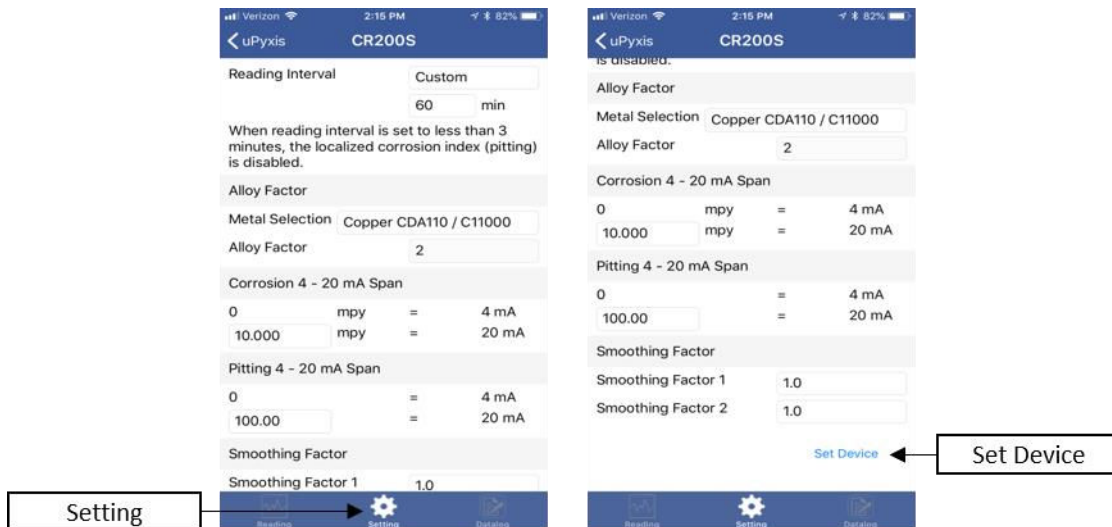 Verizon 2:15 PM 82%
uPyxis CR200S
Reading Interval Custom
60 min
When reading interval is set to less than 3
minutes, the localized corrosion index (pitting)
is disabled.
Alloy Factor
Metal Selection Copper CDA110 / C11000
Alloy Factor 2
Corrosion 4 - 20 mA Span
0 mpy = 4 mA
10.000 mpy = 20 mA
Pitting 4 - 20 mA Span
0 = 4 mA
100.00 = 20 mA
Smoothing Factor
Smoothing Factor 1 1.0
Reading Setting Datalog
Setting
Verizon 2:15 PM 82%
uPyxis CR200S
is disabled.
Alloy Factor
Metal Selection Copper CDA110 / C11000
Alloy Factor 2
Corrosion 4 - 20 mA Span
0 mpy = 4 mA
10.000 mpy = 20 mA
Pitting 4 - 20 mA Span
0 = 4 mA
100.00 = 20 mA
Smoothing Factor
Smoothing Factor 1 1.0
Smoothing Factor 2 1.0
Set Device
Reading Setting Datalog
Set Device